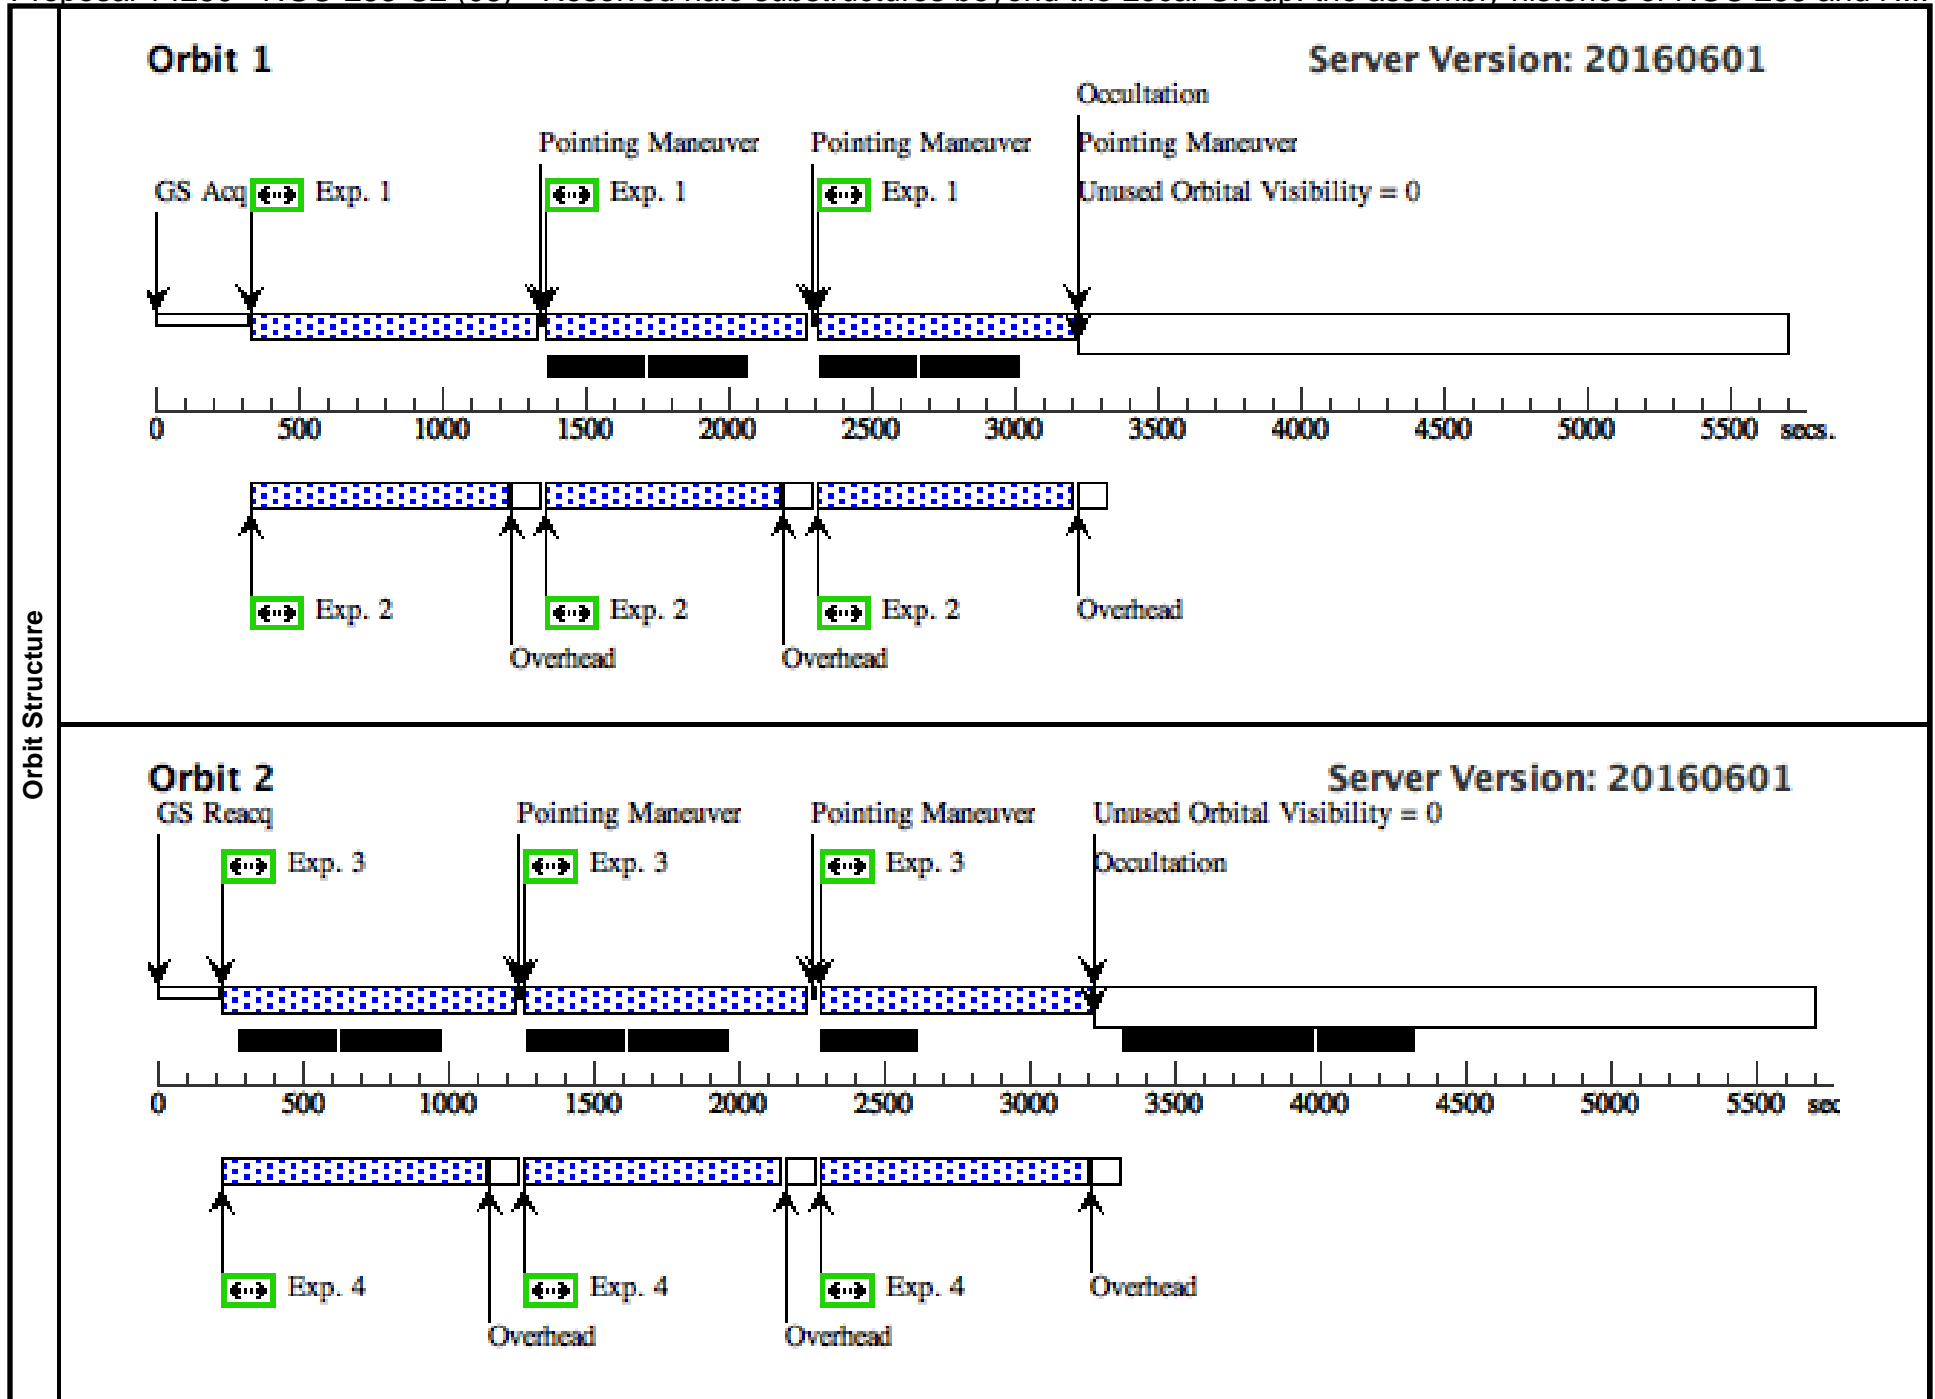 Orbit Structure
Orbit 1 Server Version: 20160601
Occultation
Pointing Maneuver Pointing Maneuver Pointing Maneuver
GS Acq Exp. 1 Exp. 1 Exp. 1 Unused Orbital Visibility = 0
0 500 1000 1500 2000 2500 3000 3500 4000 4500 5000 5500 secs.
Exp. 2 Exp. 2 Exp. 2 Overhead
Overhead Overhead
Orbit 2 Server Version: 20160601
GS Reacq Pointing Maneuver Pointing Maneuver Unused Orbital Visibility = 0
Exp. 3 Exp. 3 Exp. 3 Occultation
0 500 1000 1500 2000 2500 3000 3500 4000 4500 5000 5500 sec
Exp. 4 Exp. 4 Exp. 4 Overhead
Overhead Overhead